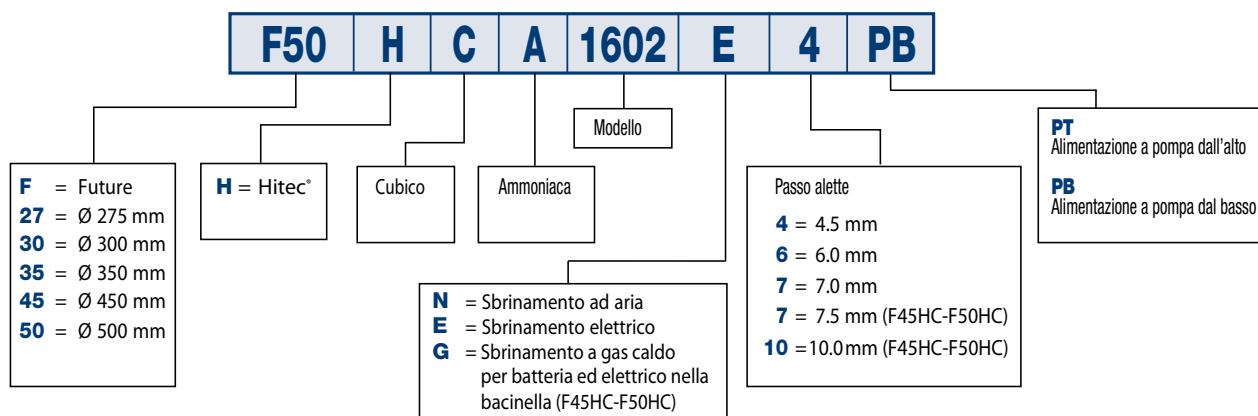 F50 H C A 1602 E 4 PB
F = Future
27 = Ø 275 mm
30 = Ø 300 mm
35 = Ø 350 mm
45 = Ø 450 mm
50 = Ø 500 mm
H = Hitec®
Cubico
Ammoniaca
Modello
N = Sbrinamento ad aria
E = Sbrinamento elettrico
G = Sbrinamento a gas caldo
per batteria ed elettrico nella
bacinella (F45HC-F50HC)
Passo alette
4 = 4.5 mm
6 = 6.0 mm
7 = 7.0 mm
7 = 7.5 mm (F45HC-F50HC)
10 =10.0 mm (F45HC-F50HC)
PT
Alimentazione a pompa dall'alto
PB
Alimentazione a pompa dal basso